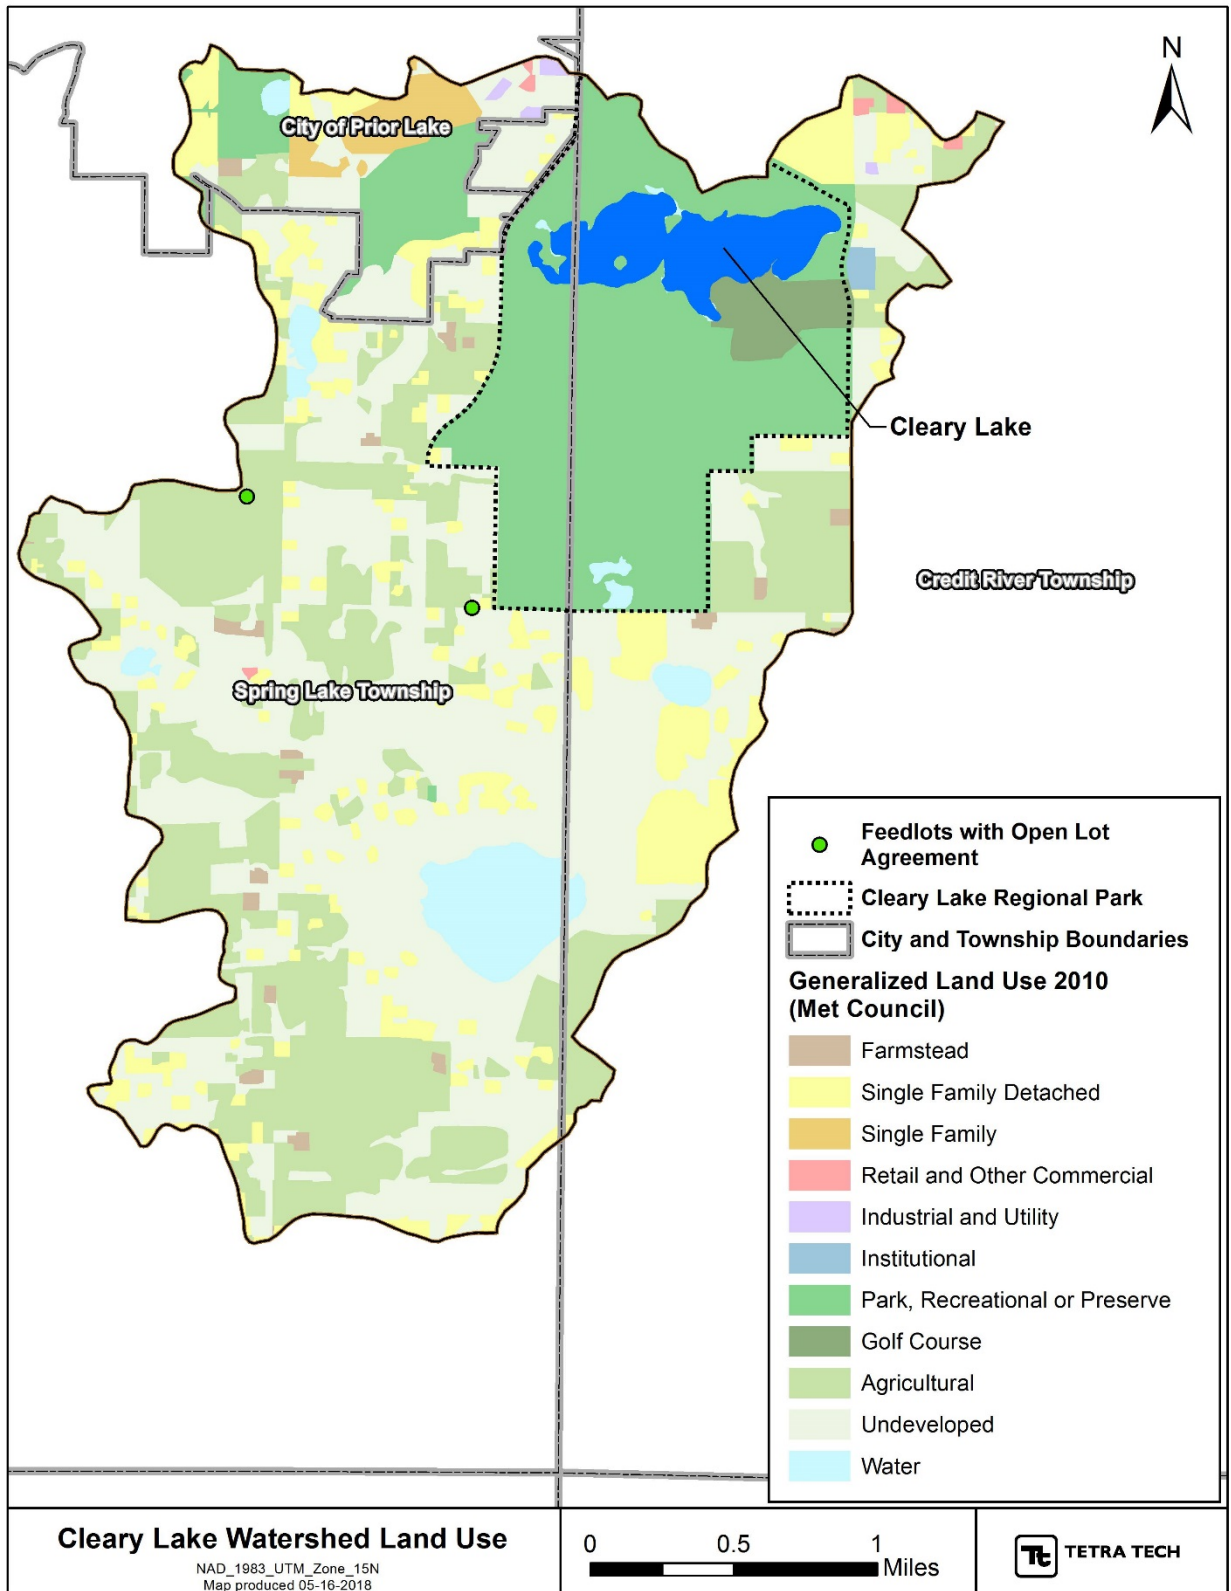 N
City of Prior Lake
Cleary Lake
Credit River Township
Spring Lake Township
Feedlots with Open Lot
Agreement
Cleary Lake Regional Park
City and Township Boundaries
Generalized Land Use 2010
(Met Council)
Farmstead
Single Family Detached
Single Family
Retail and Other Commercial
Industrial and Utility
Institutional
Park, Recreational or Preserve
Golf Course
Agricultural
Undeveloped
Water
Cleary Lake Watershed Land Use
NAD_1983_UTM_Zone_15N
Map produced 05-16-2018
0 0.5 1
Miles
Tt TETRA TECH